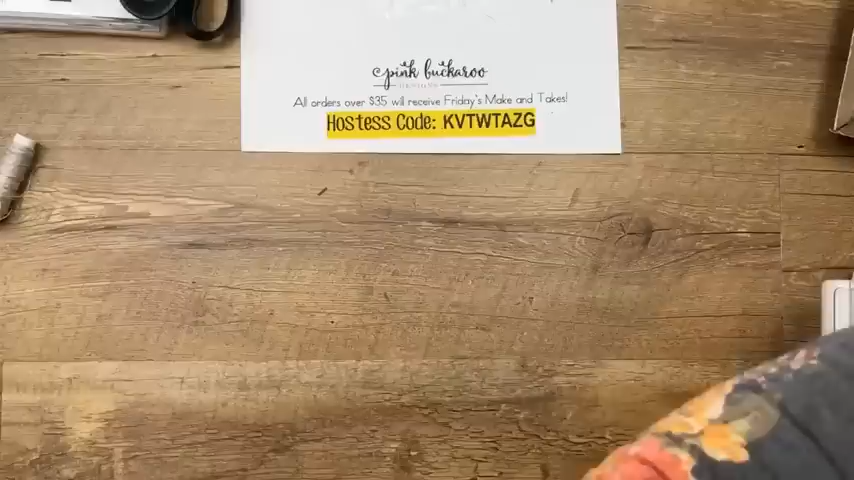 pink buckaroo
All orders over $35 will receive Friday's Make and Takes!
Hostess Code: KVTWTAZG